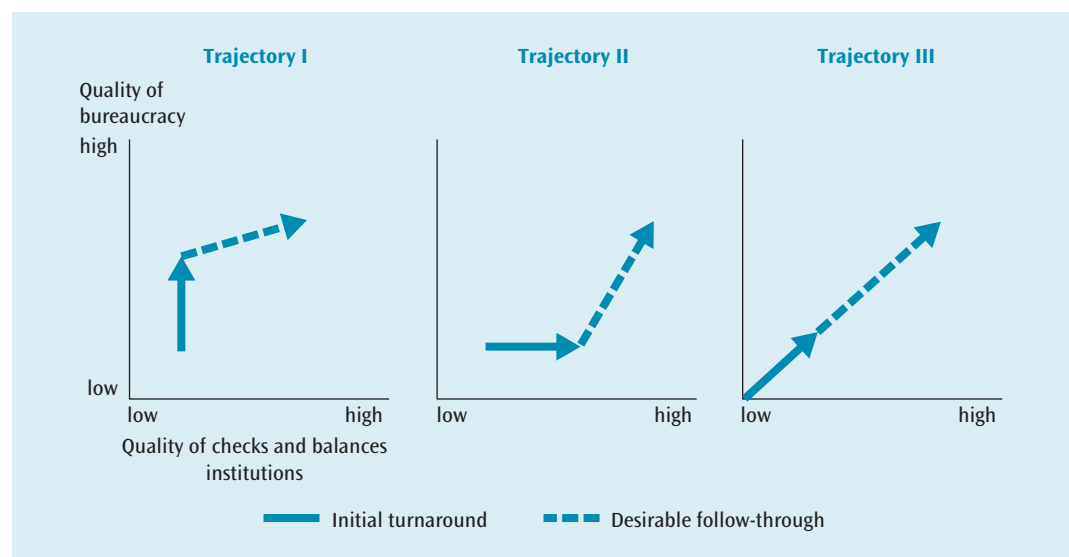 Trajectory I
Trajectory II
Trajectory III
Quality of
bureaucracy
high
low
low
high
low
high
low
high
Quality of checks and balances
institutions
Initial turnaround
Desirable follow-through